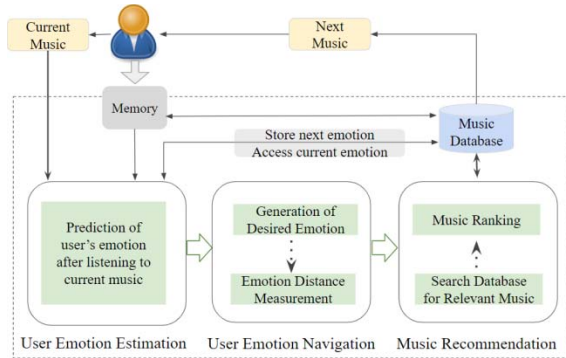 Current
Music
Next
Music
Memory
Music
Database
Store next emotion
Access current emotion
Prediction of
user's emotion
after listening to
current music
Generation of
Desired Emotion
Emotion Distance
Measurement
Music Ranking
Search Database
for Relevant Music
User Emotion Estimation
User Emotion Navigation
Music Recommendation